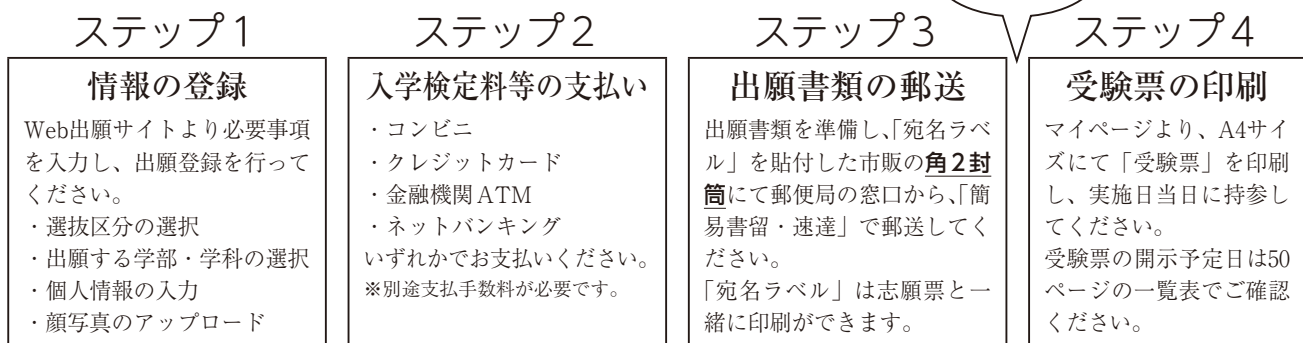 ステップ1
情報の登録
Web出願サイトより必要事項
を入力し、出願登録を行って
ください。
・選抜区分の選択
・出願する学部・学科の選択
・個人情報の入力
・顔写真のアップロード
ステップ2
入学検定料等の支払い
・コンビニ
・クレジットカード
・金融機関ATM
・ネットバンキング
いずれかでお支払いください。
※別途支払手数料が必要です。
ステップ3
出願書類の郵送
出願書類を準備し、「宛名ラベ
ル」を貼付した市販の角2封
筒にて郵便局の窓口から、「簡
易書留・速達」で郵送してく
ださい。
「宛名ラベル」は志願票と一
緒に印刷ができます。
ステップ4
受験票の印刷
マイページより、A4サイ
ズにて「受験票」を印刷
し、実施日当日に持参し
てください。
受験票の開示予定日は50
ページの一覧表でご確認
ください。